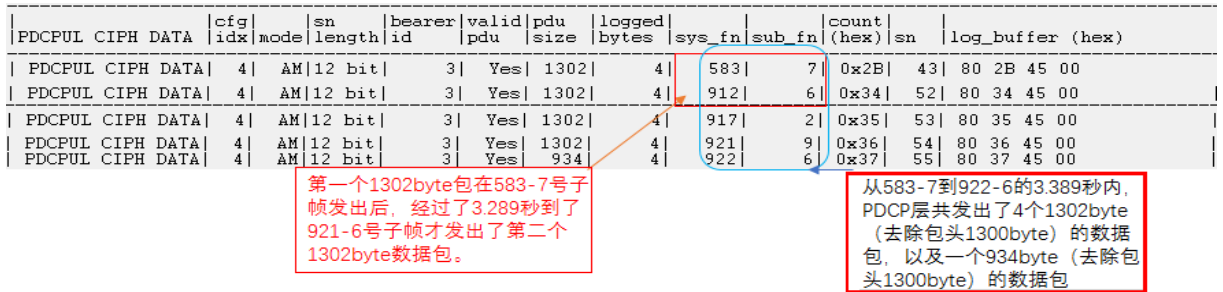 |cfg| |sn |bearer|valid|pdu |logged| | |count| |
|PDCPUL CIPH DATA |idx|mode|length|id |pdu |size |bytes |sys_fn|sub_fn|(hex)|sn |log_buffer (hex)
| PDCPUL CIPH DATA| 4| AM|12 bit| 3| Yes| 1302| 4| 583| 7| 0x2B| 43| 80 2B 45 00 |
| PDCPUL CIPH DATA| 4| AM|12 bit| 3| Yes| 1302| 4| 912| 6| 0x34| 52| 80 34 45 00 |
| PDCPUL CIPH DATA| 4| AM|12 bit| 3| Yes| 1302| 4| 917| 2| 0x35| 53| 80 35 45 00 |
| PDCPUL CIPH DATA| 4| AM|12 bit| 3| Yes| 1302| 4| 921| 9| 0x36| 54| 80 36 45 00 |
| PDCPUL CIPH DATA| 4| AM|12 bit| 3| Yes| 934| 4| 922| 6| 0x37| 55| 80 37 45 00 |
第一个1302byte包在583-7号子
帧发出后，经过了3.289秒到了
921-6号子帧才发出了第二个
1302byte数据包。
从583-7到922-6的3.389秒内，
PDCP层共发出了4个1302byte
（去除包头1300byte）的数据
包，以及一个934byte（去除包
头1300byte）的数据包